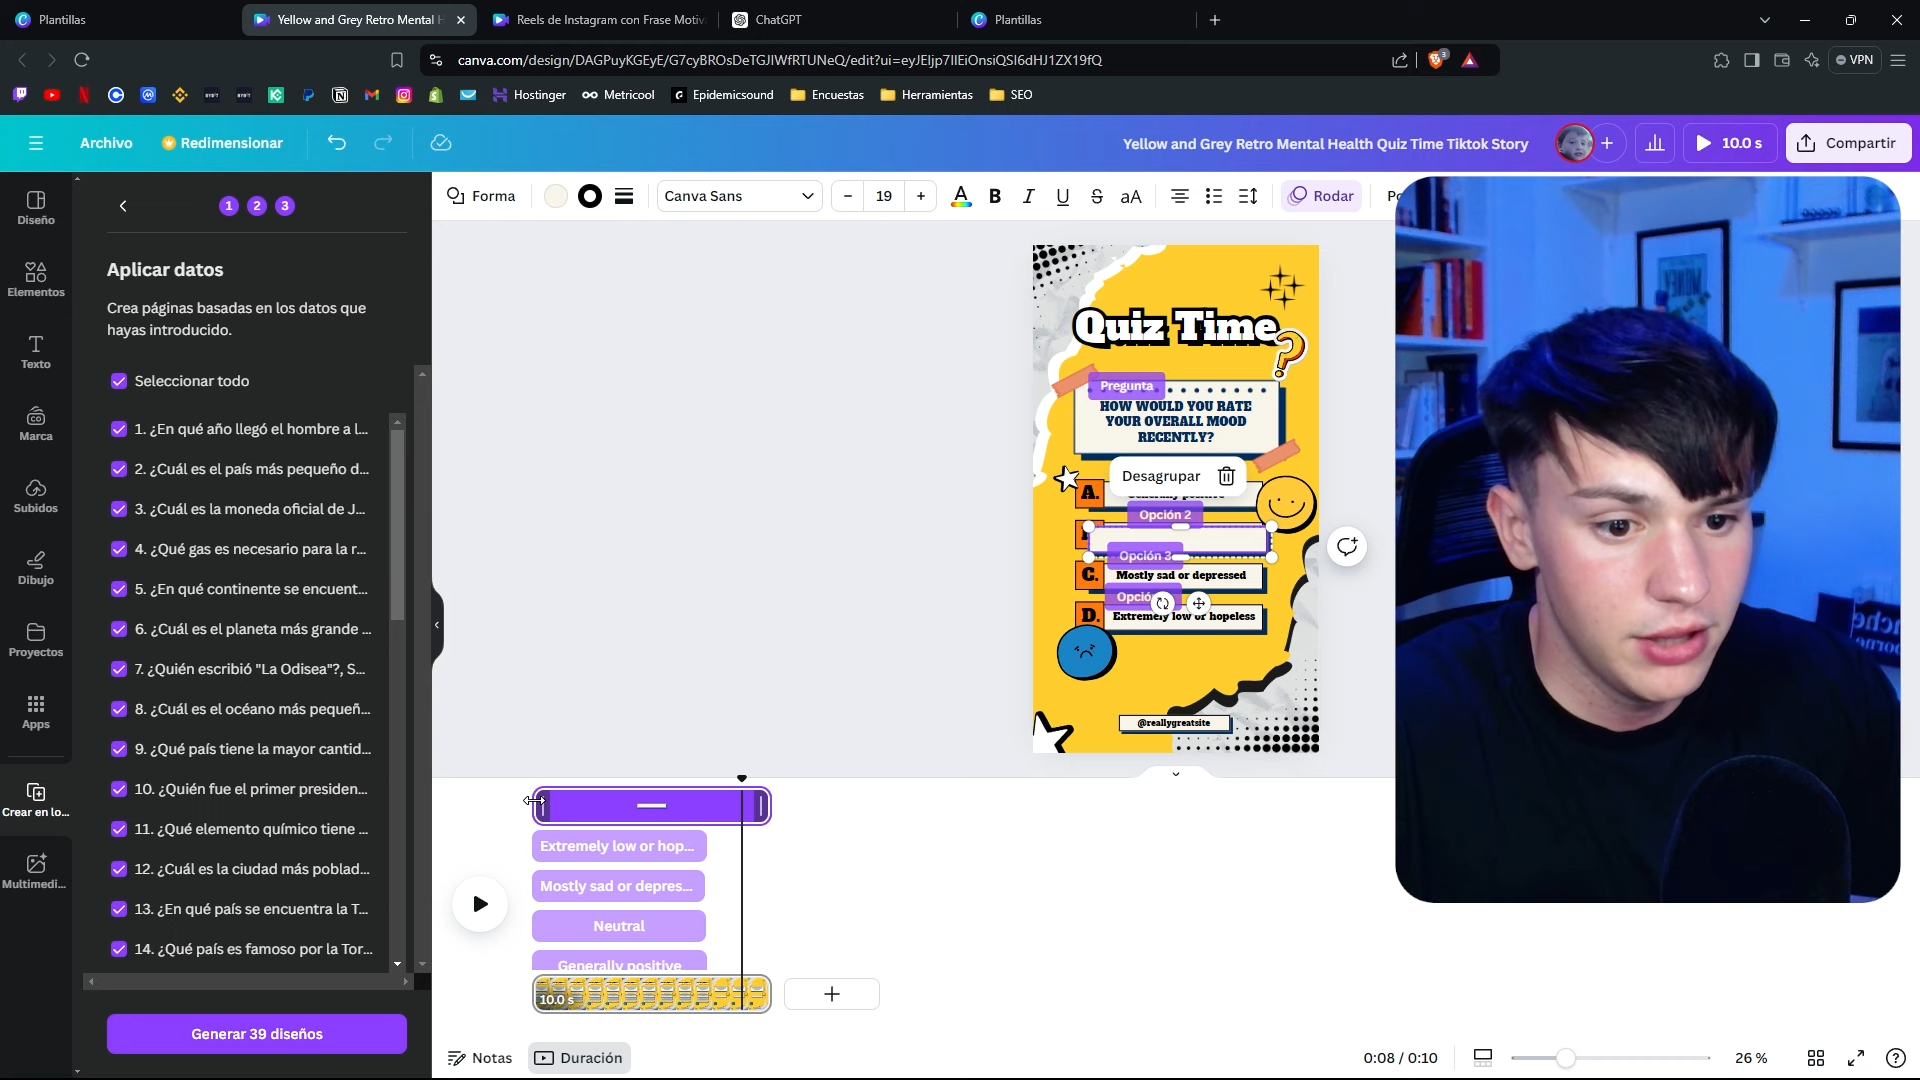 Plantillas
Yellow and Grey Retro Mental H
Reels de Instagram con Frase Motiv
ChatGPT
Plantillas
canva.com/design/DAGPuyKGEyE/G7cyBROsDeTGJlWfRTUNeQ/edit?ui=eyJEIjp7IlEiOnsiQSI6dHJ1ZX19fQ
3
VPN
Hostinger
Metricool
Epidemicsound
Encuestas
Herramientas
SEO
Archivo
Redimensionar
Yellow and Grey Retro Mental Health Quiz Time Tiktok Story
10.0 s
Compartir
Diseño
Elementos
Texto
Marca
Subidos
Dibujo
Proyectos
Apps
Crear en lo...
Multimedi...
1 2 3
Aplicar datos
Crea páginas basadas en los datos que
hayas introducido.
Seleccionar todo
1. ¿En qué año llegó el hombre a l...
2. ¿Cuál es el país más pequeño d...
3. ¿Cuál es la moneda oficial de J...
4. ¿Qué gas es necesario para la r...
5. ¿En qué continente se encuent...
6. ¿Cuál es el planeta más grande ...
7. ¿Quién escribió "La Odisea"?, S...
8. ¿Cuál es el océano más pequeñ...
9. ¿Qué país tiene la mayor cantid...
10. ¿Quién fue el primer presiden...
11. ¿Qué elemento químico tiene ...
12. ¿Cuál es la ciudad más poblad...
13. ¿En qué país se encuentra la T...
14. ¿Qué país es famoso por la Tor...
Generar 39 diseños
Forma
Canva Sans
19
A
B
I
U
S
aA
Rodar
Quiz Time
?
Pregunta
HOW WOULD YOU RATE
YOUR OVERALL MOOD
RECENTLY?
Desagrupar
A.
Generally positive
Opción 2
Opción 3
C.
Mostly sad or depressed
D.
Extremely low or hopeless
@reallygreatsite
Extremely low or hop...
Mostly sad or depres...
Neutral
Generally positive
10.0 s
Notas
Duración
0:08 / 0:10
26 %